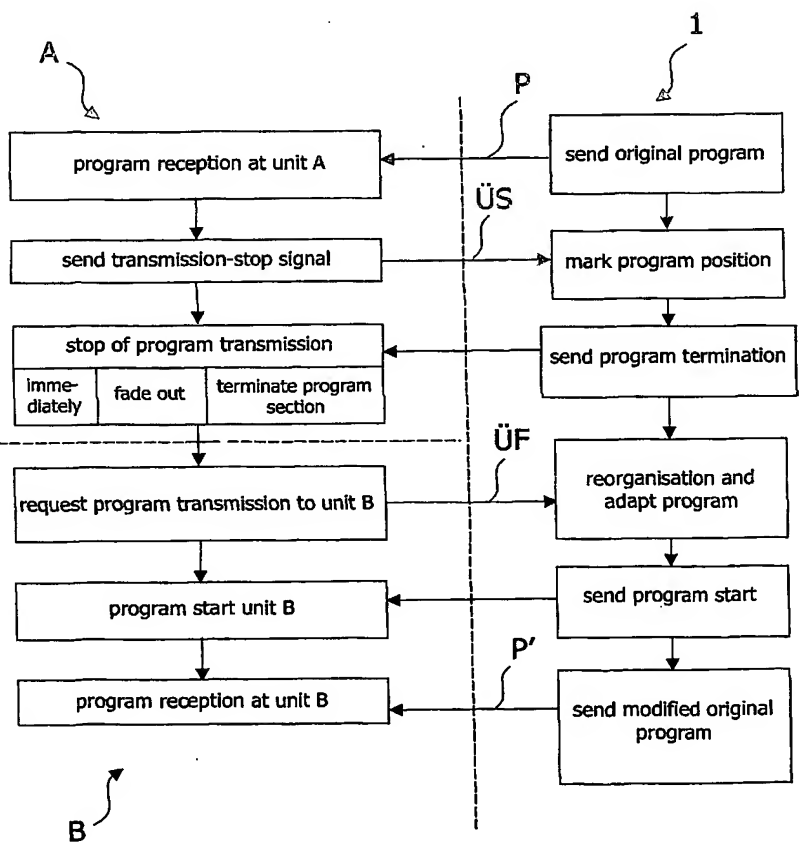 A
1
P
program reception at unit A
send original program
ÜS
send transmission-stop signal
mark program position
stop of program transmission
send program termination
imme-
diately
fade out
terminate program
section
ÜF
request program transmission to unit B
reorganisation and
adapt program
program start unit B
send program start
P'
program reception at unit B
send modified original
program
B